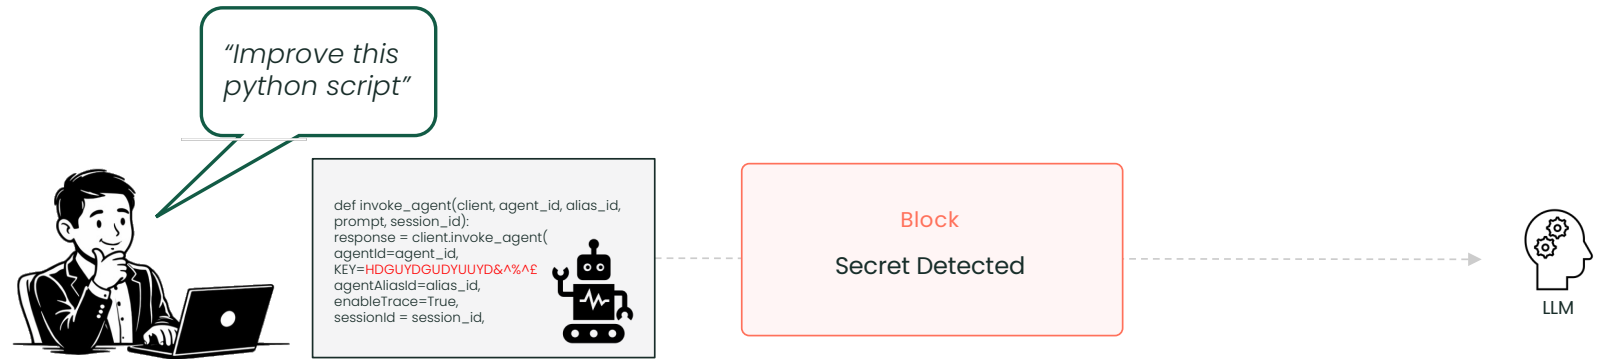 “Improve this
python script”
def invoke_agent(client, agent_id, alias_id,
prompt, session_id):
response = client.invoke_agent(
agentId=agent_id,
KEY=HDGUYDGUDYUUYD&^%^£
agentAliasId=alias_id,
enableTrace=True,
sessionId = session_id,
Block
Secret Detected
LLM